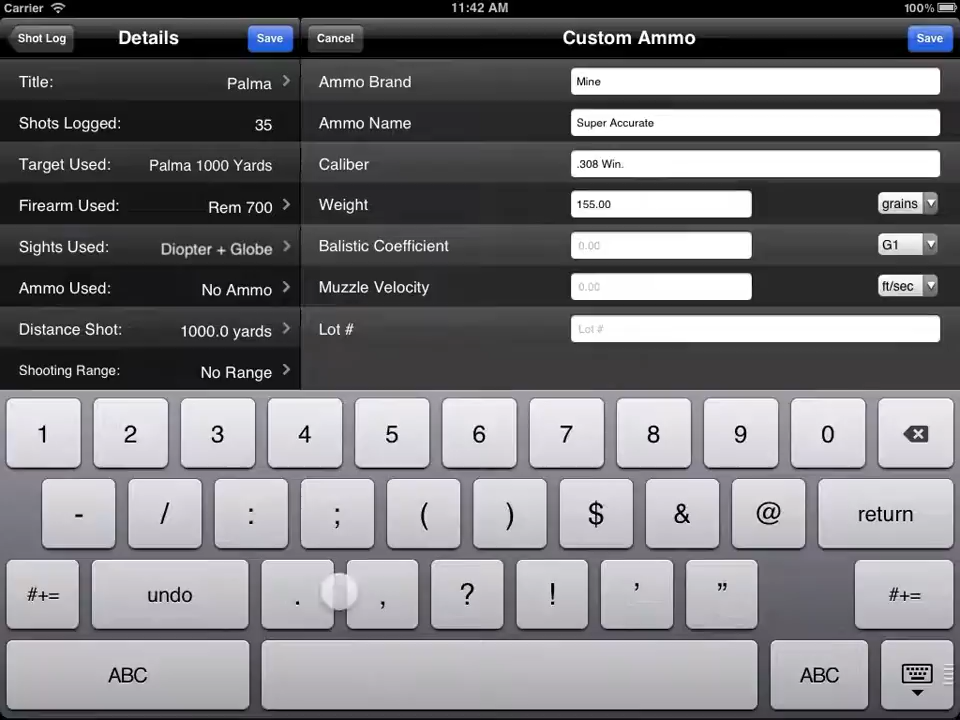 Carrier 11:42 AM 100%
Shot Log Details Save Cancel Custom Ammo Save
Title: Palma Ammo Brand Mine
Shots Logged: 35 Ammo Name Super Accurate
Target Used: Palma 1000 Yards Caliber .308 Win.
Firearm Used: Rem 700 Weight 155.00 grains
Sights Used: Diopter + Globe Balistic Coefficient 0.00 G1
Ammo Used: No Ammo Muzzle Velocity 0.00 ft/sec
Distance Shot: 1000.0 yards Lot # Lot #
Shooting Range: No Range
1 2 3 4 5 6 7 8 9 0
- / : ; ( ) $ & @ return
#+= undo . , ? ! ’ ” #+=
ABC ABC